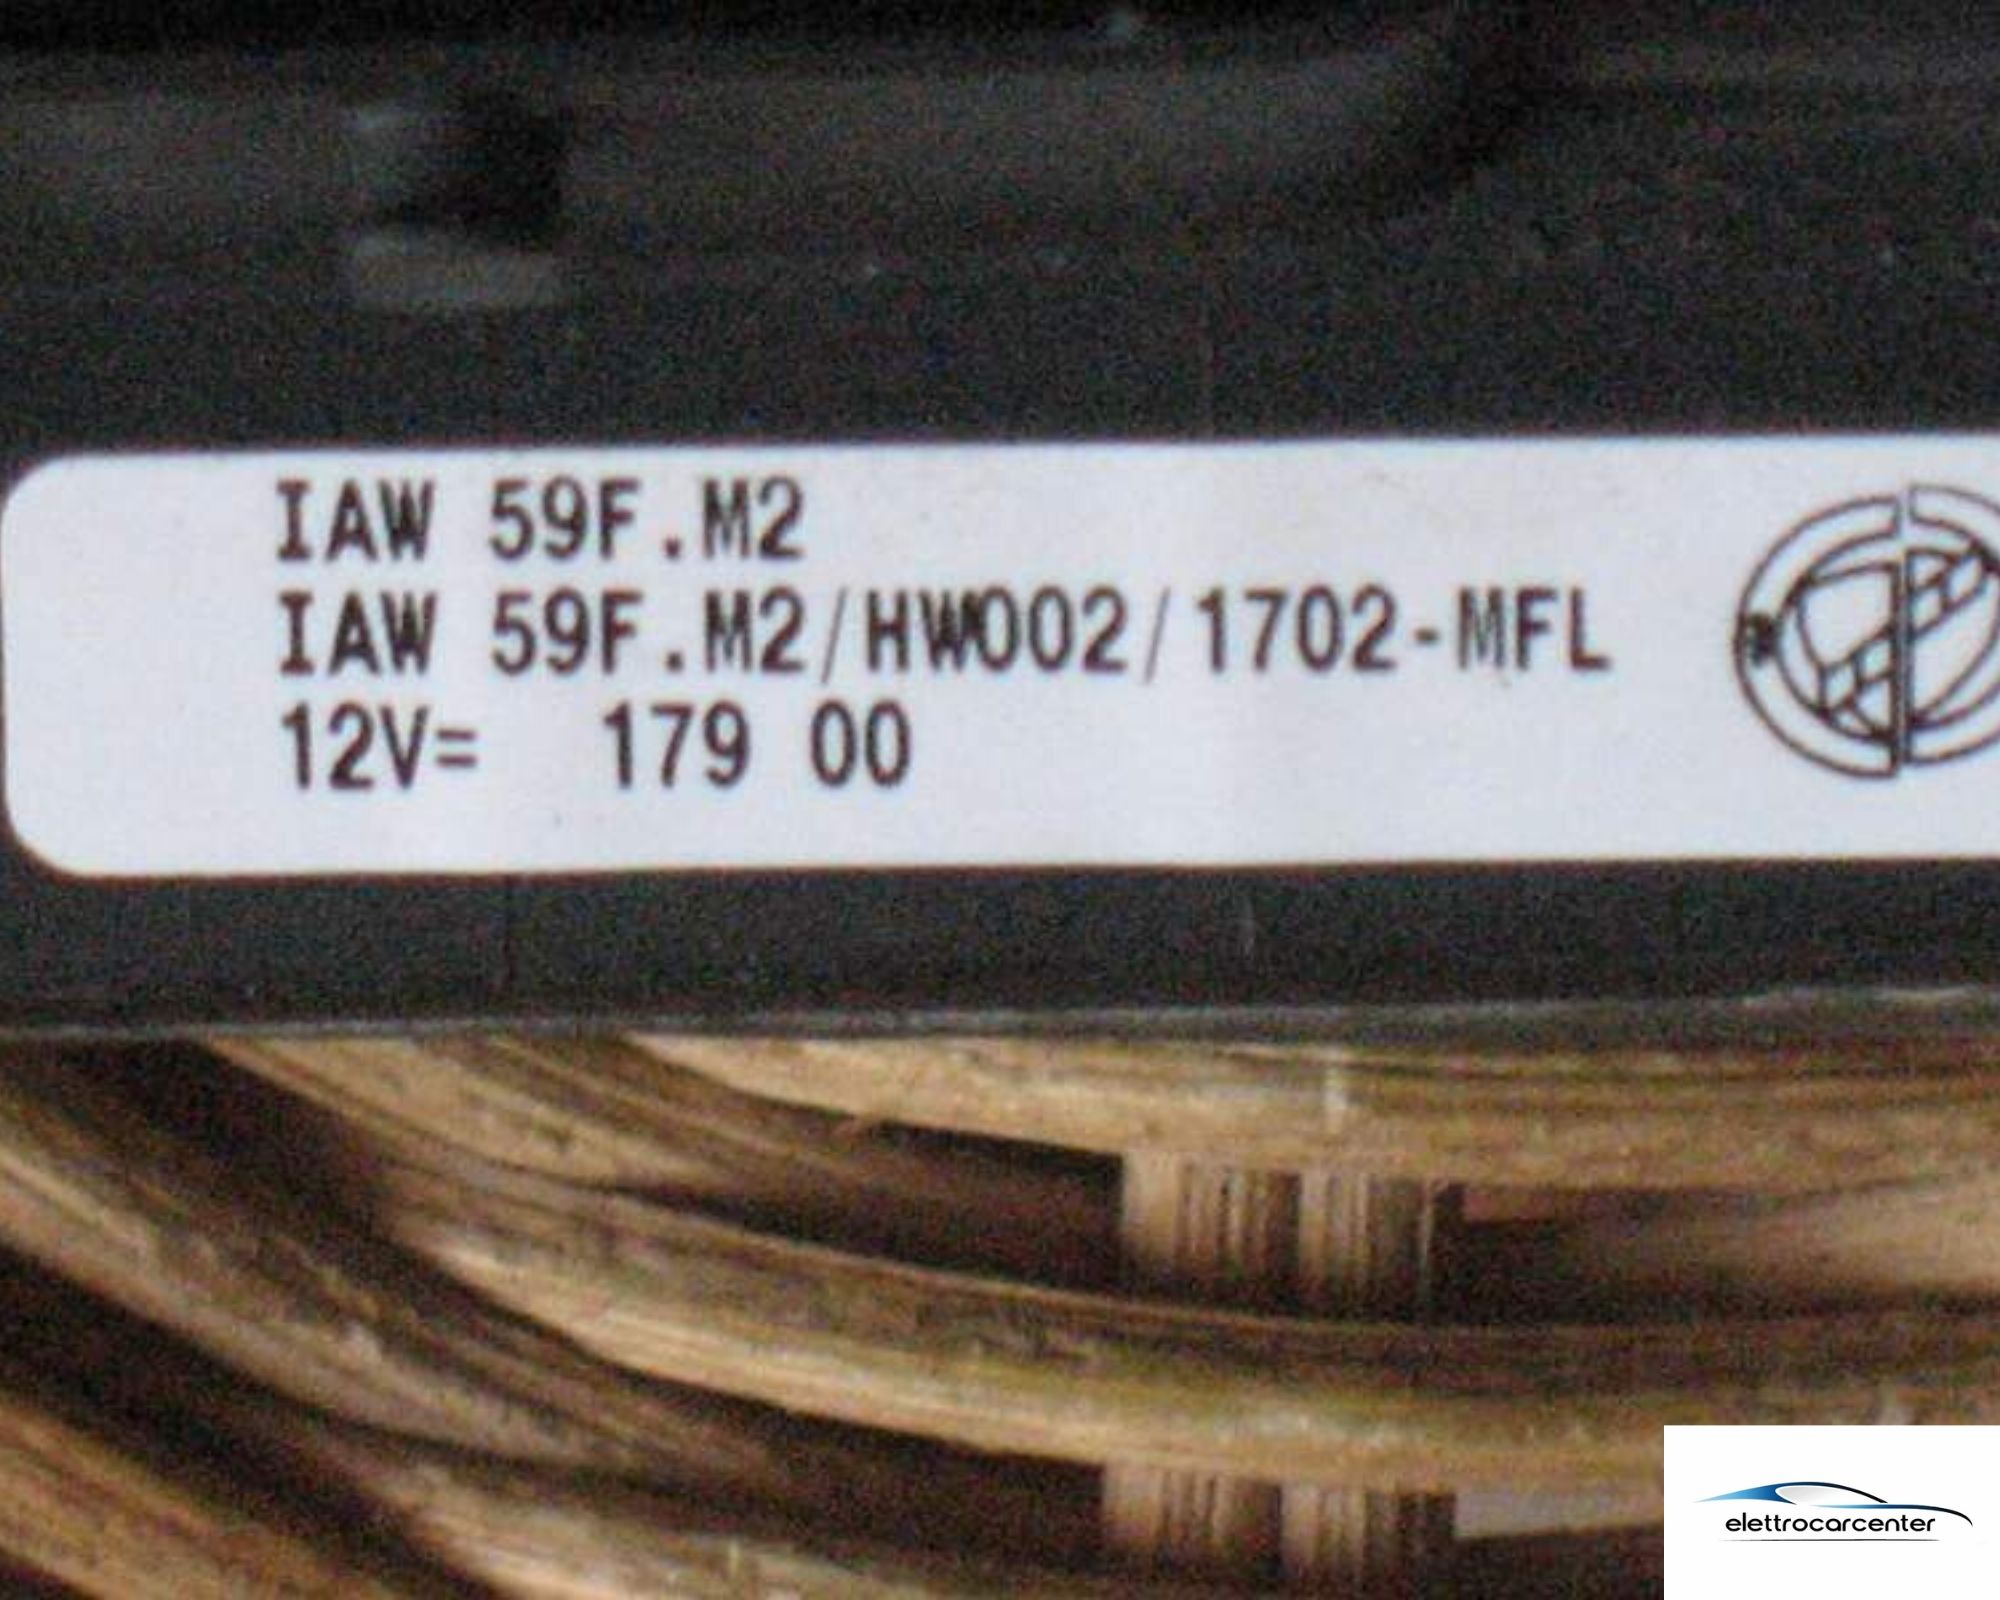 IAW 59F.M2
IAW 59F.M2/HW002/1702-MFL
12V= 179 00
elettrocarcenter